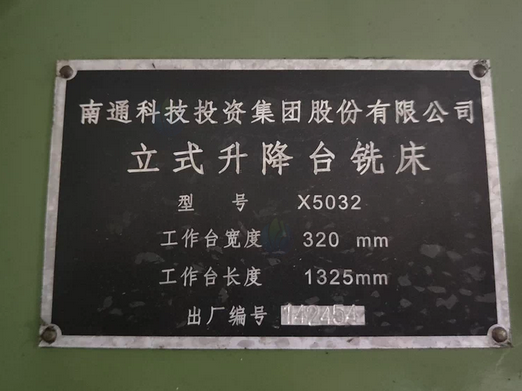 南通科技投资集团股份有限公司
立式升降台铣床
型号 X5032
工作台宽度 320 mm
工作台长度 1325mm
出厂编号 142454